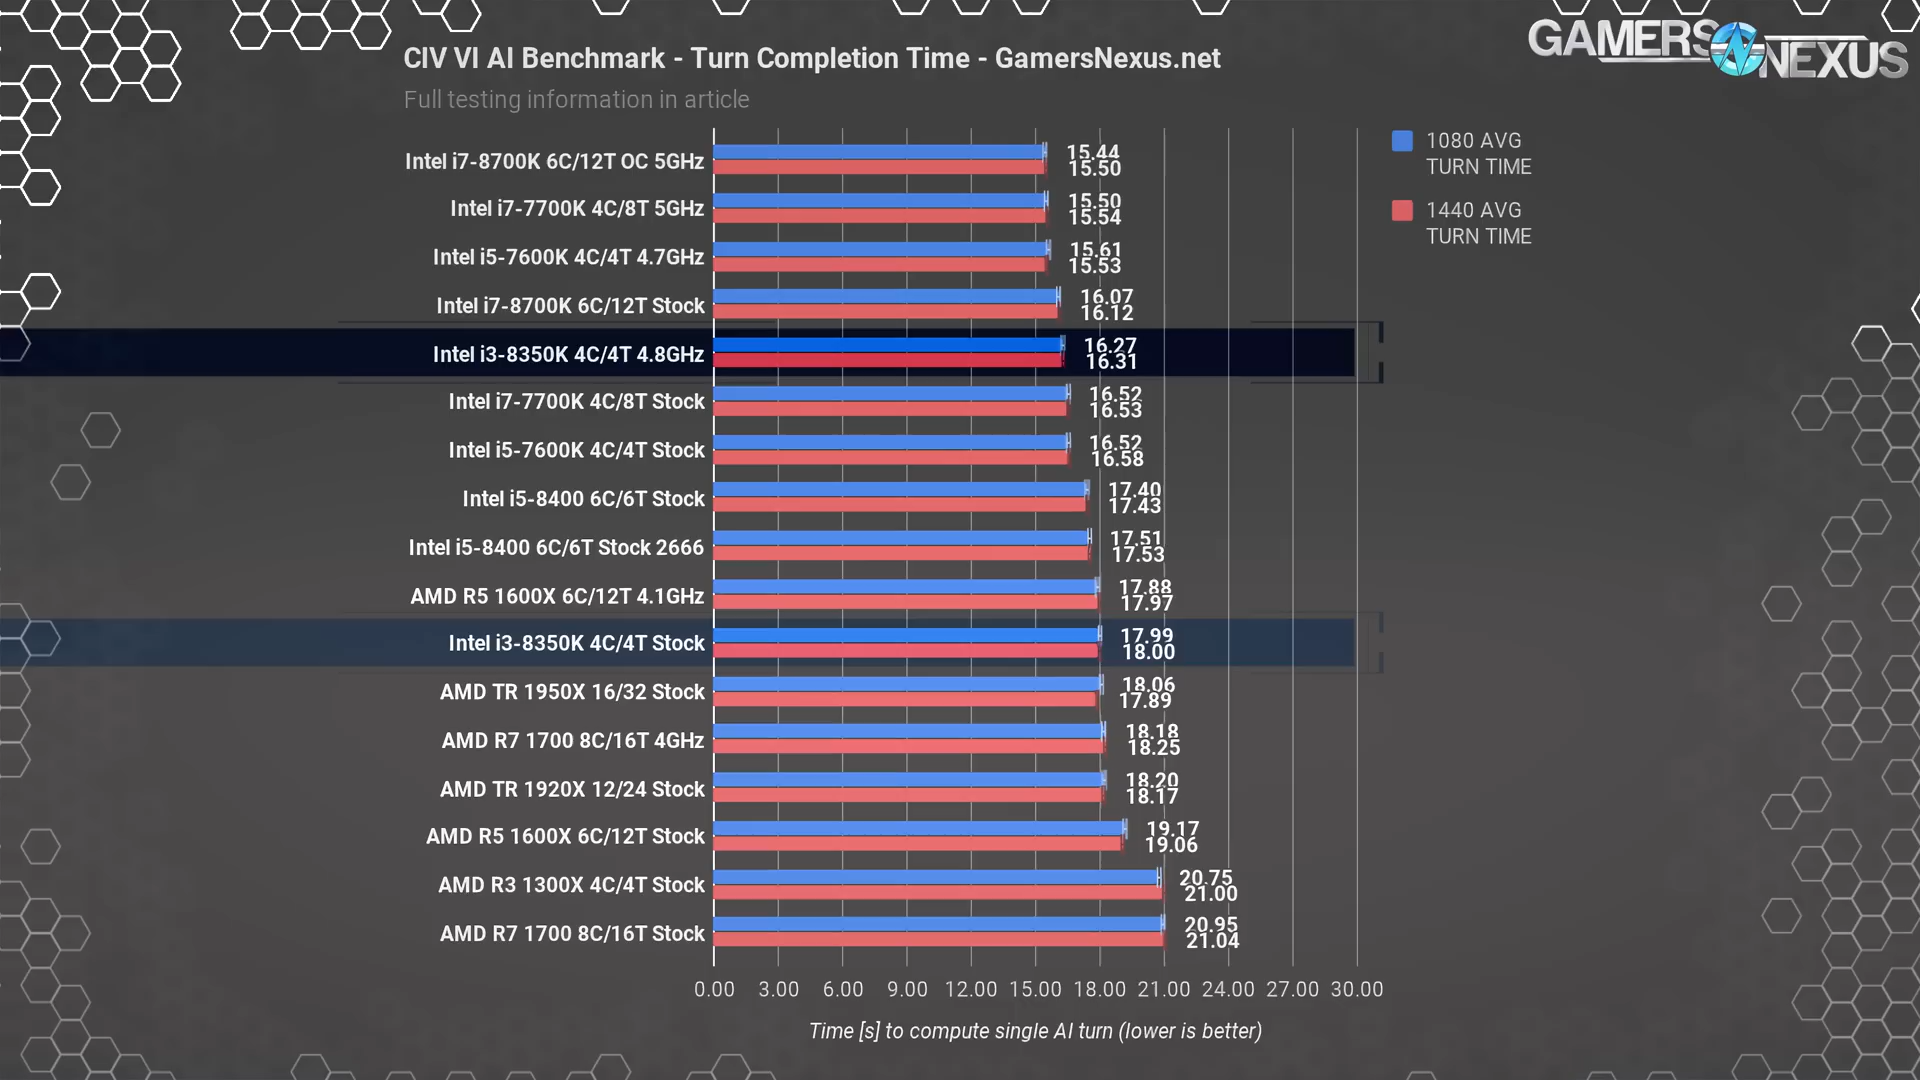 GAMERS NEXUS
CIV VI AI Benchmark - Turn Completion Time - GamersNexus.net
Full testing information in article
1080 AVG
TURN TIME
1440 AVG
TURN TIME
Intel i7-8700K 6C/12T OC 5GHz
15.44
15.50
Intel i7-7700K 4C/8T 5GHz
15.50
15.54
Intel i5-7600K 4C/4T 4.7GHz
15.61
15.53
Intel i7-8700K 6C/12T Stock
16.07
16.12
Intel i3-8350K 4C/4T 4.8GHz
16.27
16.31
Intel i7-7700K 4C/8T Stock
16.52
16.53
Intel i5-7600K 4C/4T Stock
16.52
16.58
Intel i5-8400 6C/6T Stock
17.40
17.43
Intel i5-8400 6C/6T Stock 2666
17.51
17.53
AMD R5 1600X 6C/12T 4.1GHz
17.88
17.97
Intel i3-8350K 4C/4T Stock
17.99
18.00
AMD TR 1950X 16/32 Stock
18.06
17.89
AMD R7 1700 8C/16T 4GHz
18.18
18.25
AMD TR 1920X 12/24 Stock
18.20
18.17
AMD R5 1600X 6C/12T Stock
19.17
19.06
AMD R3 1300X 4C/4T Stock
20.75
21.00
AMD R7 1700 8C/16T Stock
20.95
21.04
0.00 3.00 6.00 9.00 12.00 15.00 18.00 21.00 24.00 27.00 30.00
Time [s] to compute single AI turn (lower is better)